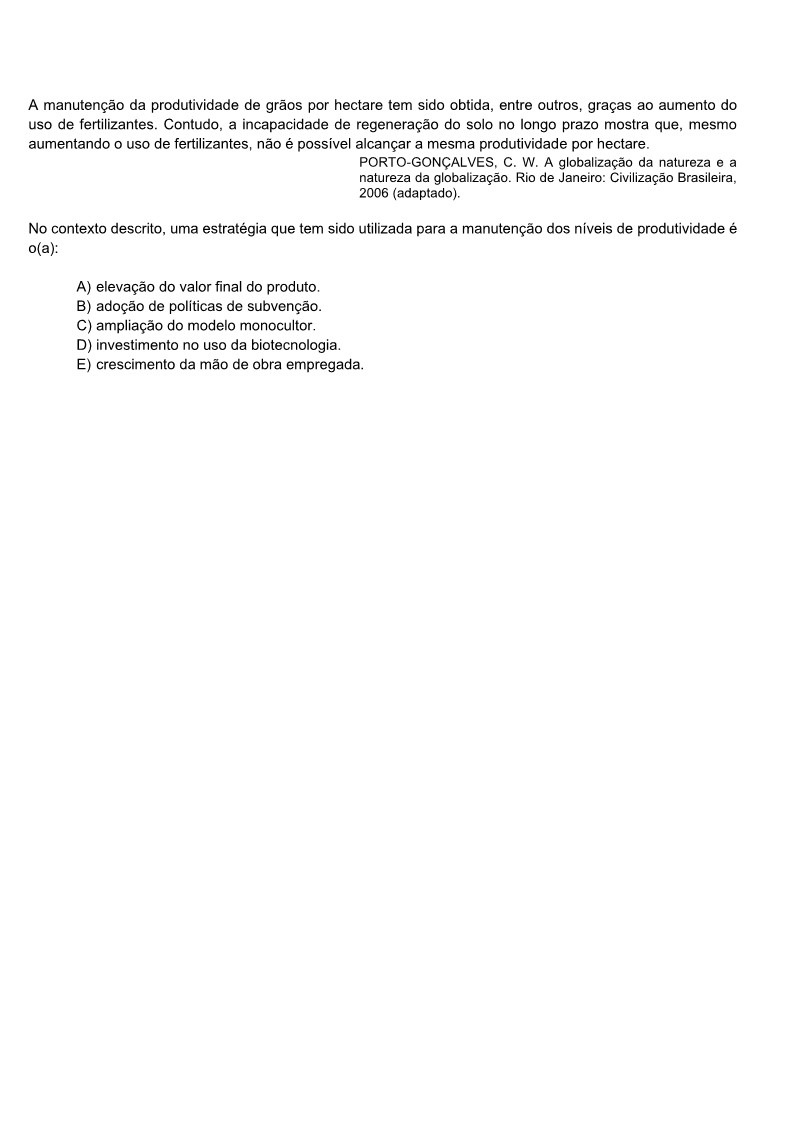 A manutenção da produtividade de grãos por hectare tem sido obtida, entre outros, graças ao aumento do
uso de fertilizantes. Contudo, a incapacidade de regeneração do solo no longo prazo mostra que, mesmo
aumentando o uso de fertilizantes, não é possível alcançar a mesma produtividade por hectare.
PORTO-GONÇALVES, C. W. A globalização da natureza e a
natureza da globalização. Rio de Janeiro: Civilização Brasileira,
2006 (adaptado).
No contexto descrito, uma estratégia que tem sido utilizada para a manutenção dos níveis de produtividade é
o(a):
A) elevação do valor final do produto.
B) adoção de políticas de subvenção.
C) ampliação do modelo monocultor.
D) investimento no uso da biotecnologia.
E) crescimento da mão de obra empregada.